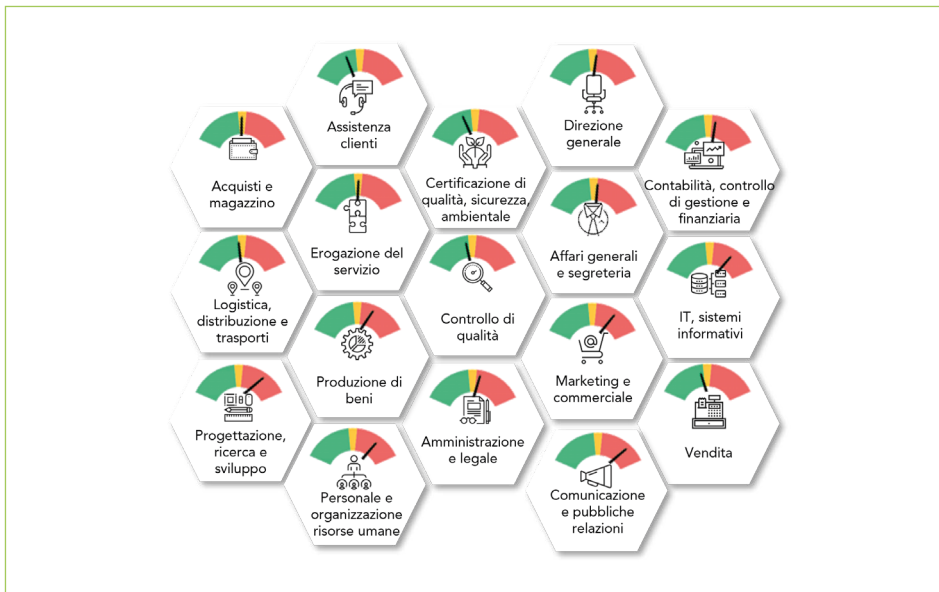 Assistenza
clienti
Direzione
generale
Acquisti e
magazzino
Certificazione di
qualità, sicurezza,
ambientale
Contabilità, controllo
di gestione e
finanziaria
Erogazione del
servizio
Affari generali
e segreteria
Logistica,
distribuzione e
trasporti
Controllo di
qualità
IT, sistemi
informativi
Produzione di
beni
@
Marketing e
commerciale
Progettazione,
ricerca e
sviluppo
Amministrazione
e legale
Vendita
Personale e
organizzazione
risorse umane
Comunicazione
e pubbliche
relazioni